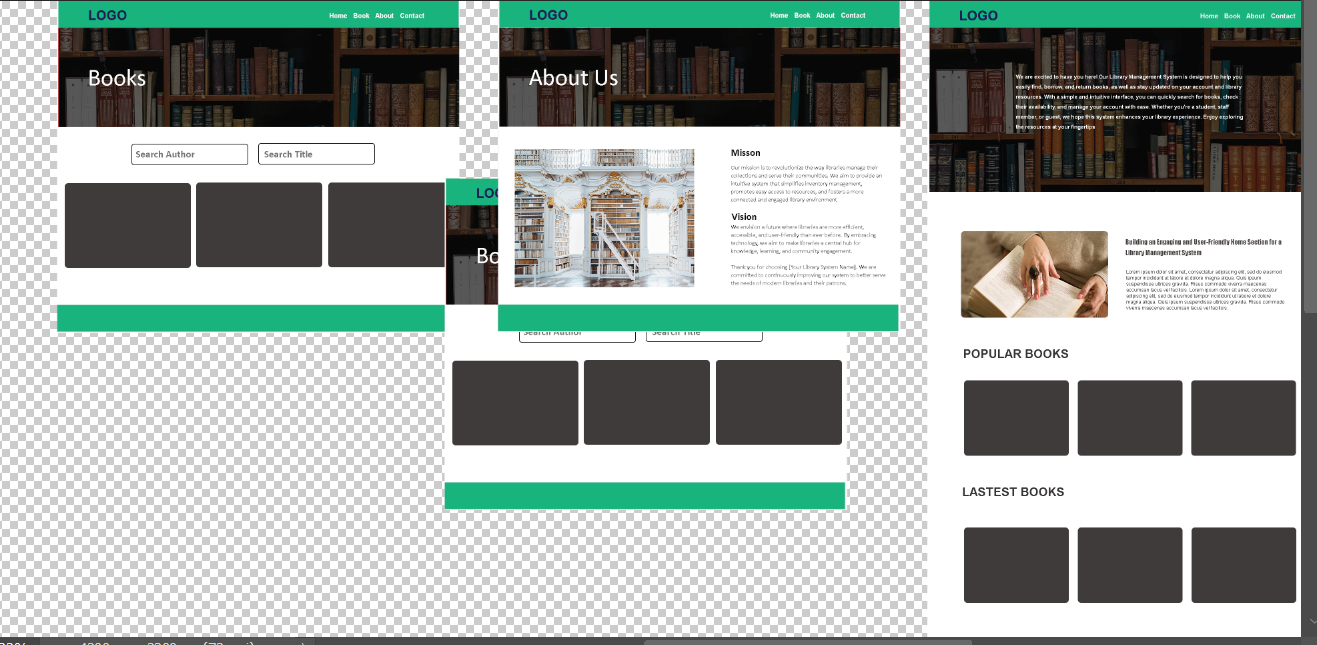 LOGO
Home Book About Contact
Books
Search Author
Search Title
LOGO
Home Book About Contact
About Us
Misson
Our mission is to revolutionize the way libraries manage their
collections and serve their communities. We aim to provide an
intuitive system that simplifies inventory management,
promotes easy access to resources, and fosters a more
connected and engaged library environment.
Vision
We envision a future where libraries are more efficient,
accessible, and user-friendly than ever before. By embracing
technology, we aim to make libraries a central hub for
knowledge, learning, and community engagement.
Thank you for choosing [Your Library System Name]. We are
committed to continuously improving our system to better serve
the needs of modern libraries and their patrons.
LOG
Bo
Search Author
Search Title
LOGO
Home Book About Contact
We are excited to have you here! Our Library Management System is designed to help you
easily find, borrow, and return books, as well as stay updated on your account and library
resources. With a simple and intuitive interface, you can quickly search for books, check
their availability, and manage your account with ease. Whether you're a student, staff
member, or guest, we hope this system enhances your library experience. Enjoy exploring
the resources at your fingertips
Building an Engaging and User-Friendly Home Section for a
Library Management System
Lorem ipsum dolor sit amet, consectetur adipiscing elit, sed do eiusmod
tempor incididunt ut labore et dolore magna aliqua. Quis ipsum
suspendisse ultrices gravida. Risus commodo viverra maecenas
accumsan lacus vel facilisis. Lorem ipsum dolor sit amet, consectetur
adipiscing elit, sed do eiusmod tempor incididunt ut labore et dolore
magna aliqua. Quis ipsum suspendisse ultrices gravida. Risus commodo
viverra maecenas accumsan lacus vel facilisis.
POPULAR BOOKS
LASTEST BOOKS